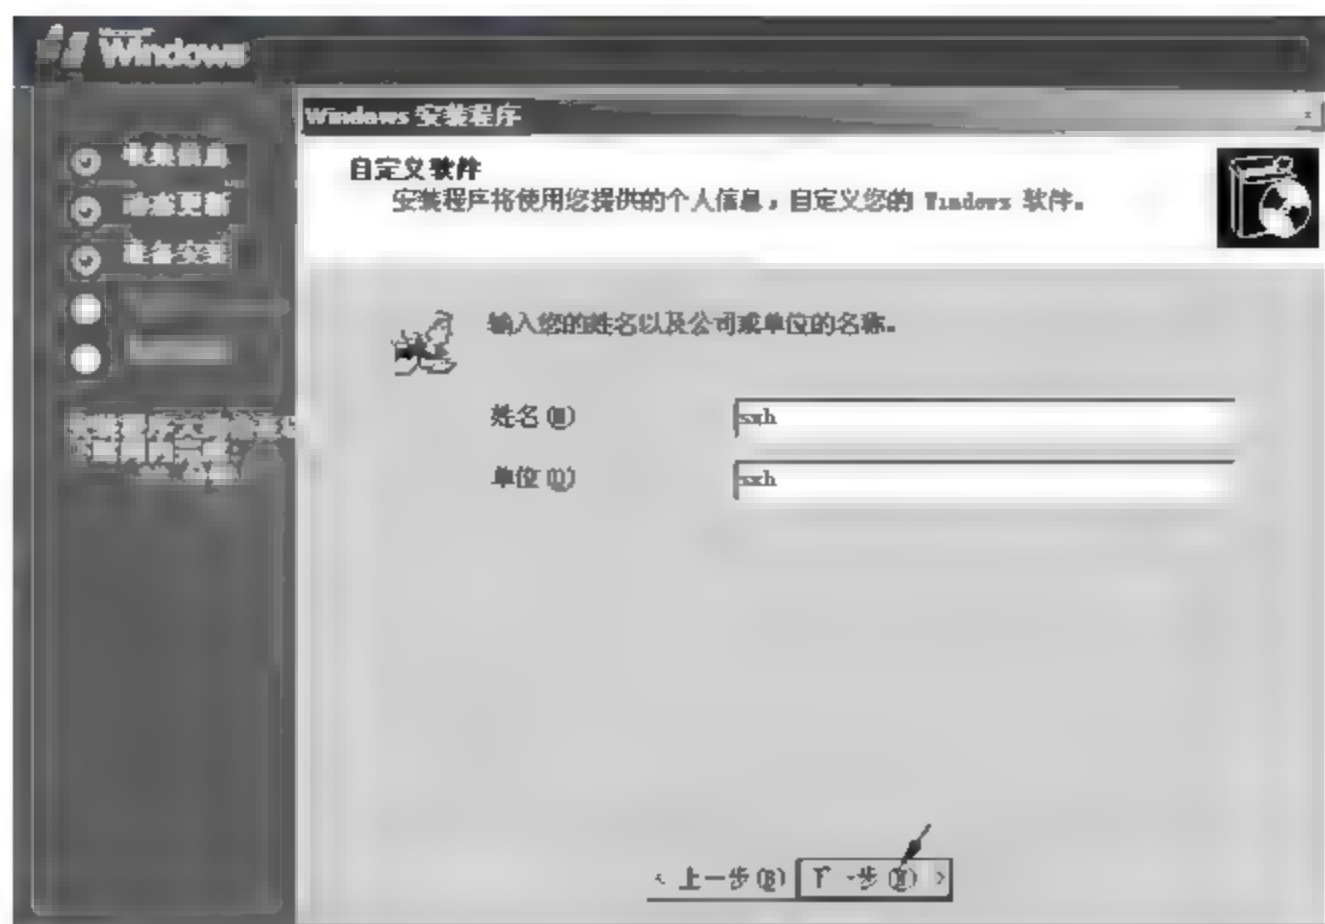 Microsoft
Windows
Windows 安装程序
自定义软件
安装程序将使用您提供的个人信息，自定义您的 Windows 软件。
收集信息
动态更新
准备安装
输入您的姓名以及公司或单位的名称。
姓名(M)
sxh
单位(O)
sxh
< 上一步(B)
下一步(N) >